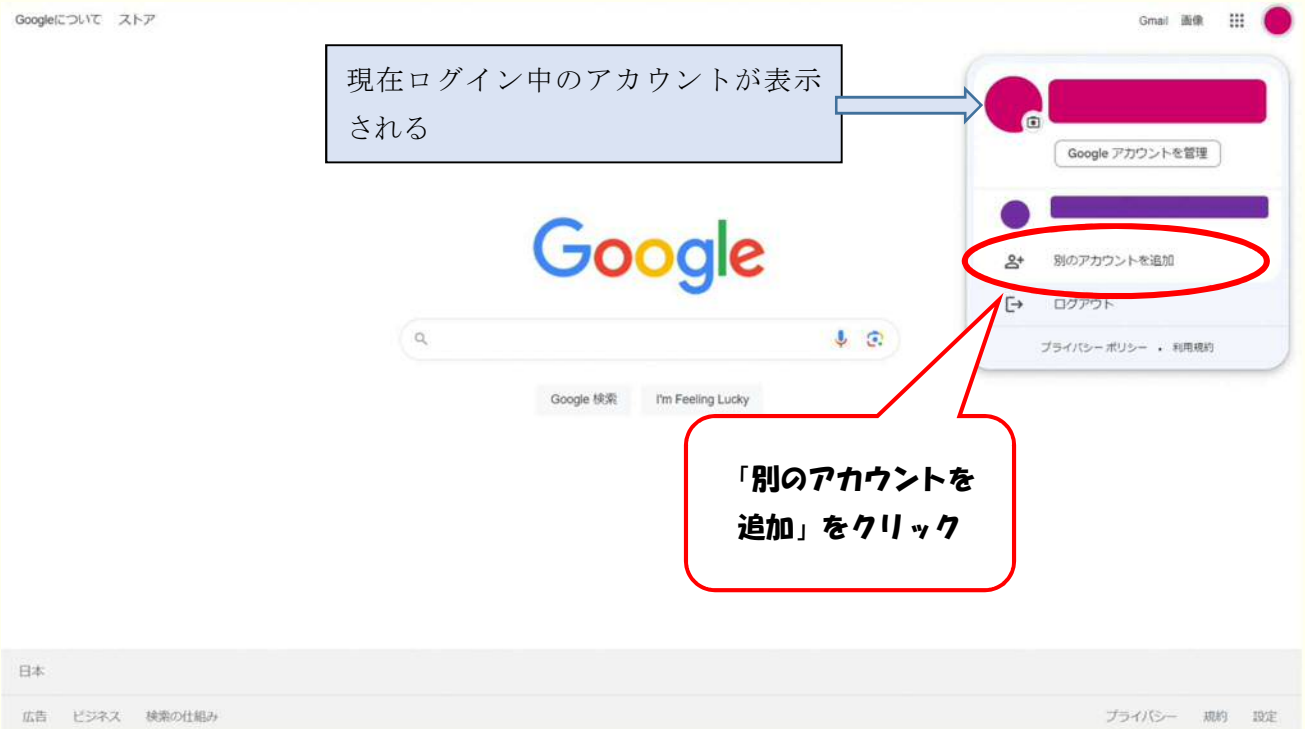 Googleについて ストア
Gmail 画像
現在ログイン中のアカウントが表示
される
Google アカウントを管理
別のアカウントを追加
ログアウト
プライバシー ポリシー ・ 利用規約
Google
Google 検索 I'm Feeling Lucky
「別のアカウントを
追加」をクリック
日本
広告 ビジネス 検索の仕組み
プライバシー 規約 設定